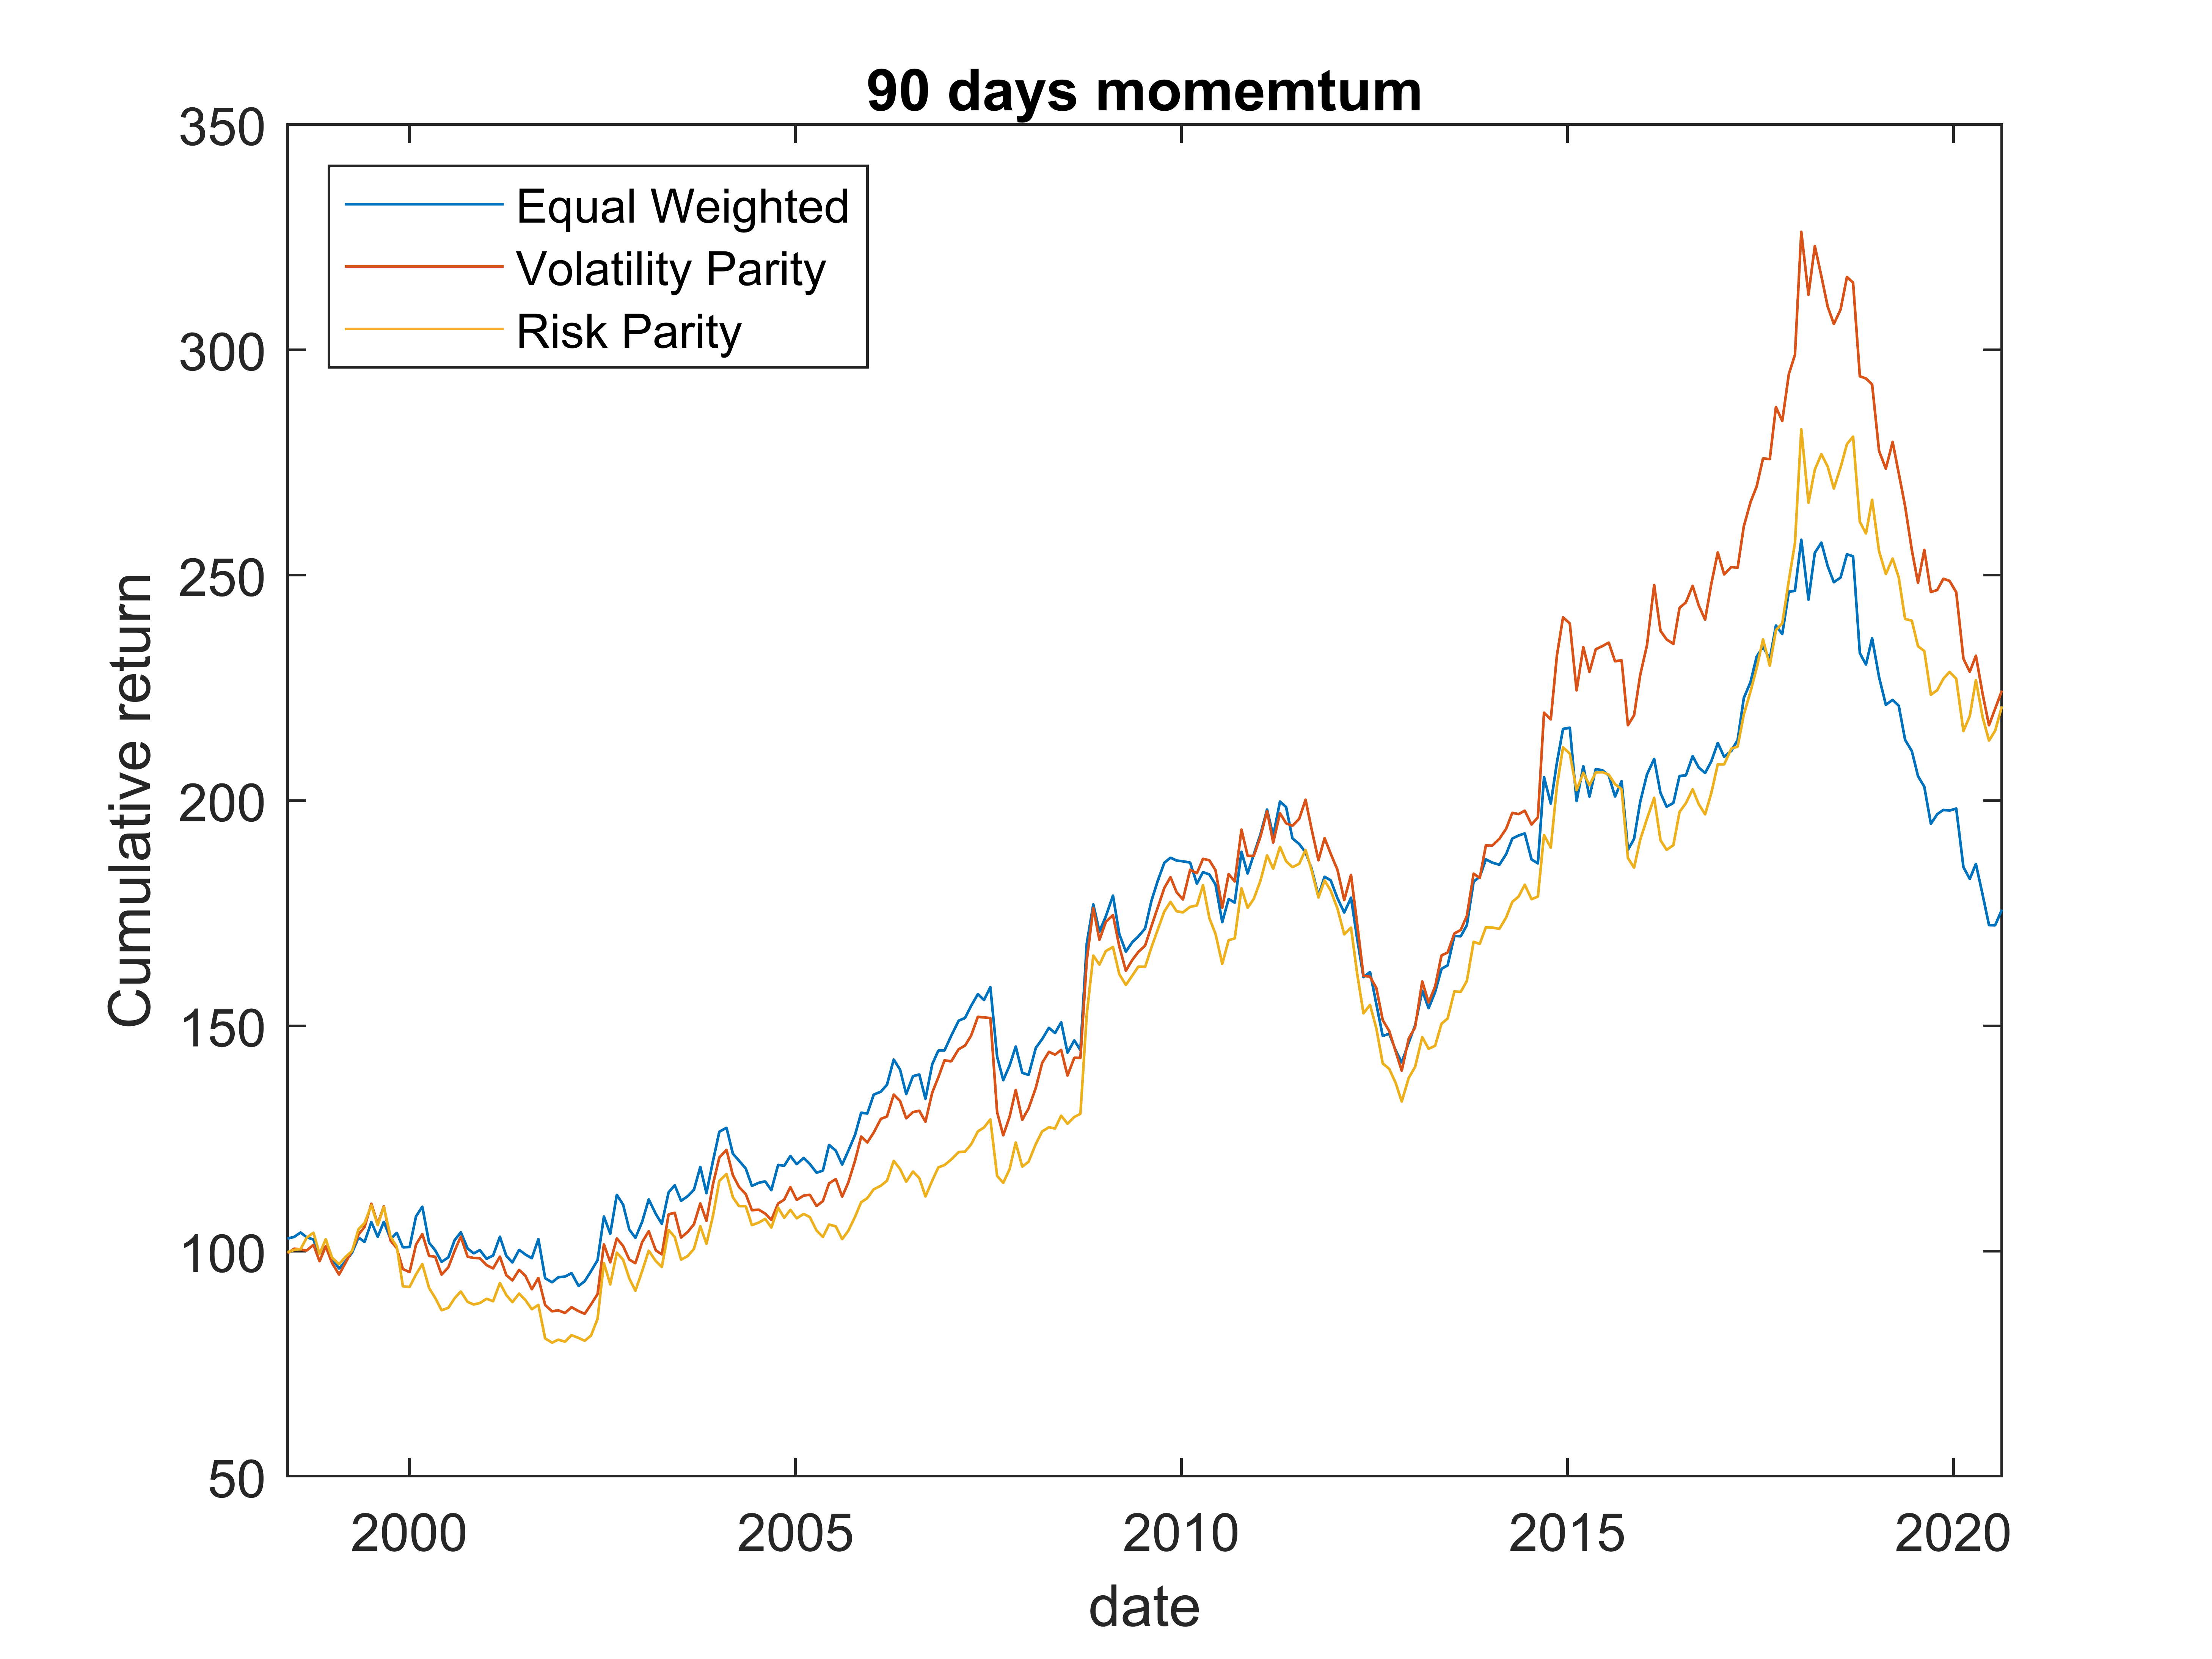 90 days momemtum
350
300
250
200
150
100
50
Cumulative return
Equal Weighted
Volatility Parity
Risk Parity
2000 2005 2010 2015 2020
date